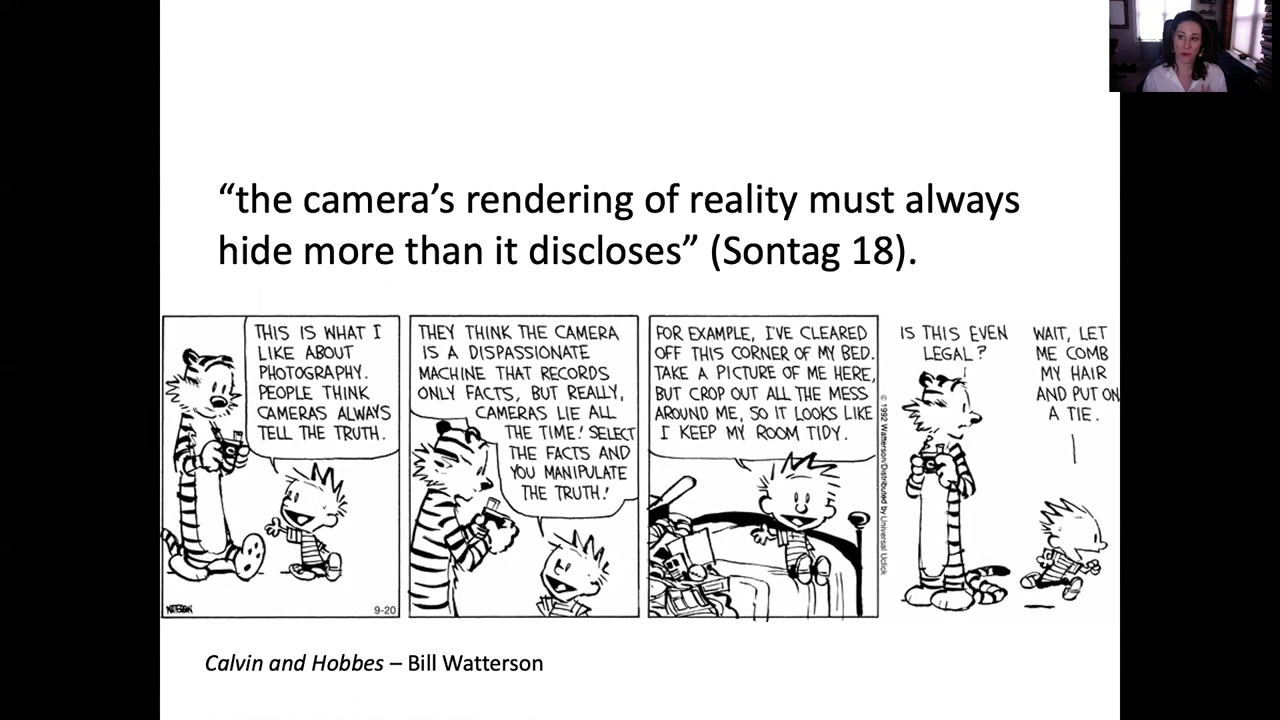 “the camera’s rendering of reality must always
hide more than it discloses” (Sontag 18).
THIS IS WHAT I
LIKE ABOUT
PHOTOGRAPHY.
PEOPLE THINK
CAMERAS ALWAYS
TELL THE TRUTH.
WATTERSON
9-20
THEY THINK THE CAMERA
IS A DISPASSIONATE
MACHINE THAT RECORDS
ONLY FACTS, BUT REALLY,
CAMERAS LIE ALL
THE TIME! SELECT
THE FACTS AND
YOU MANIPULATE
THE TRUTH!
FOR EXAMPLE, I'VE CLEARED
OFF THIS CORNER OF MY BED.
TAKE A PICTURE OF ME HERE,
BUT CROP OUT ALL THE MESS
AROUND ME, SO IT LOOKS LIKE
I KEEP MY ROOM TIDY.
© 1992 Watterson/Distributed by Universal Uclick
IS THIS EVEN
LEGAL?
WAIT, LET
ME COMB
MY HAIR
AND PUT ON
A TIE.
Calvin and Hobbes – Bill Watterson